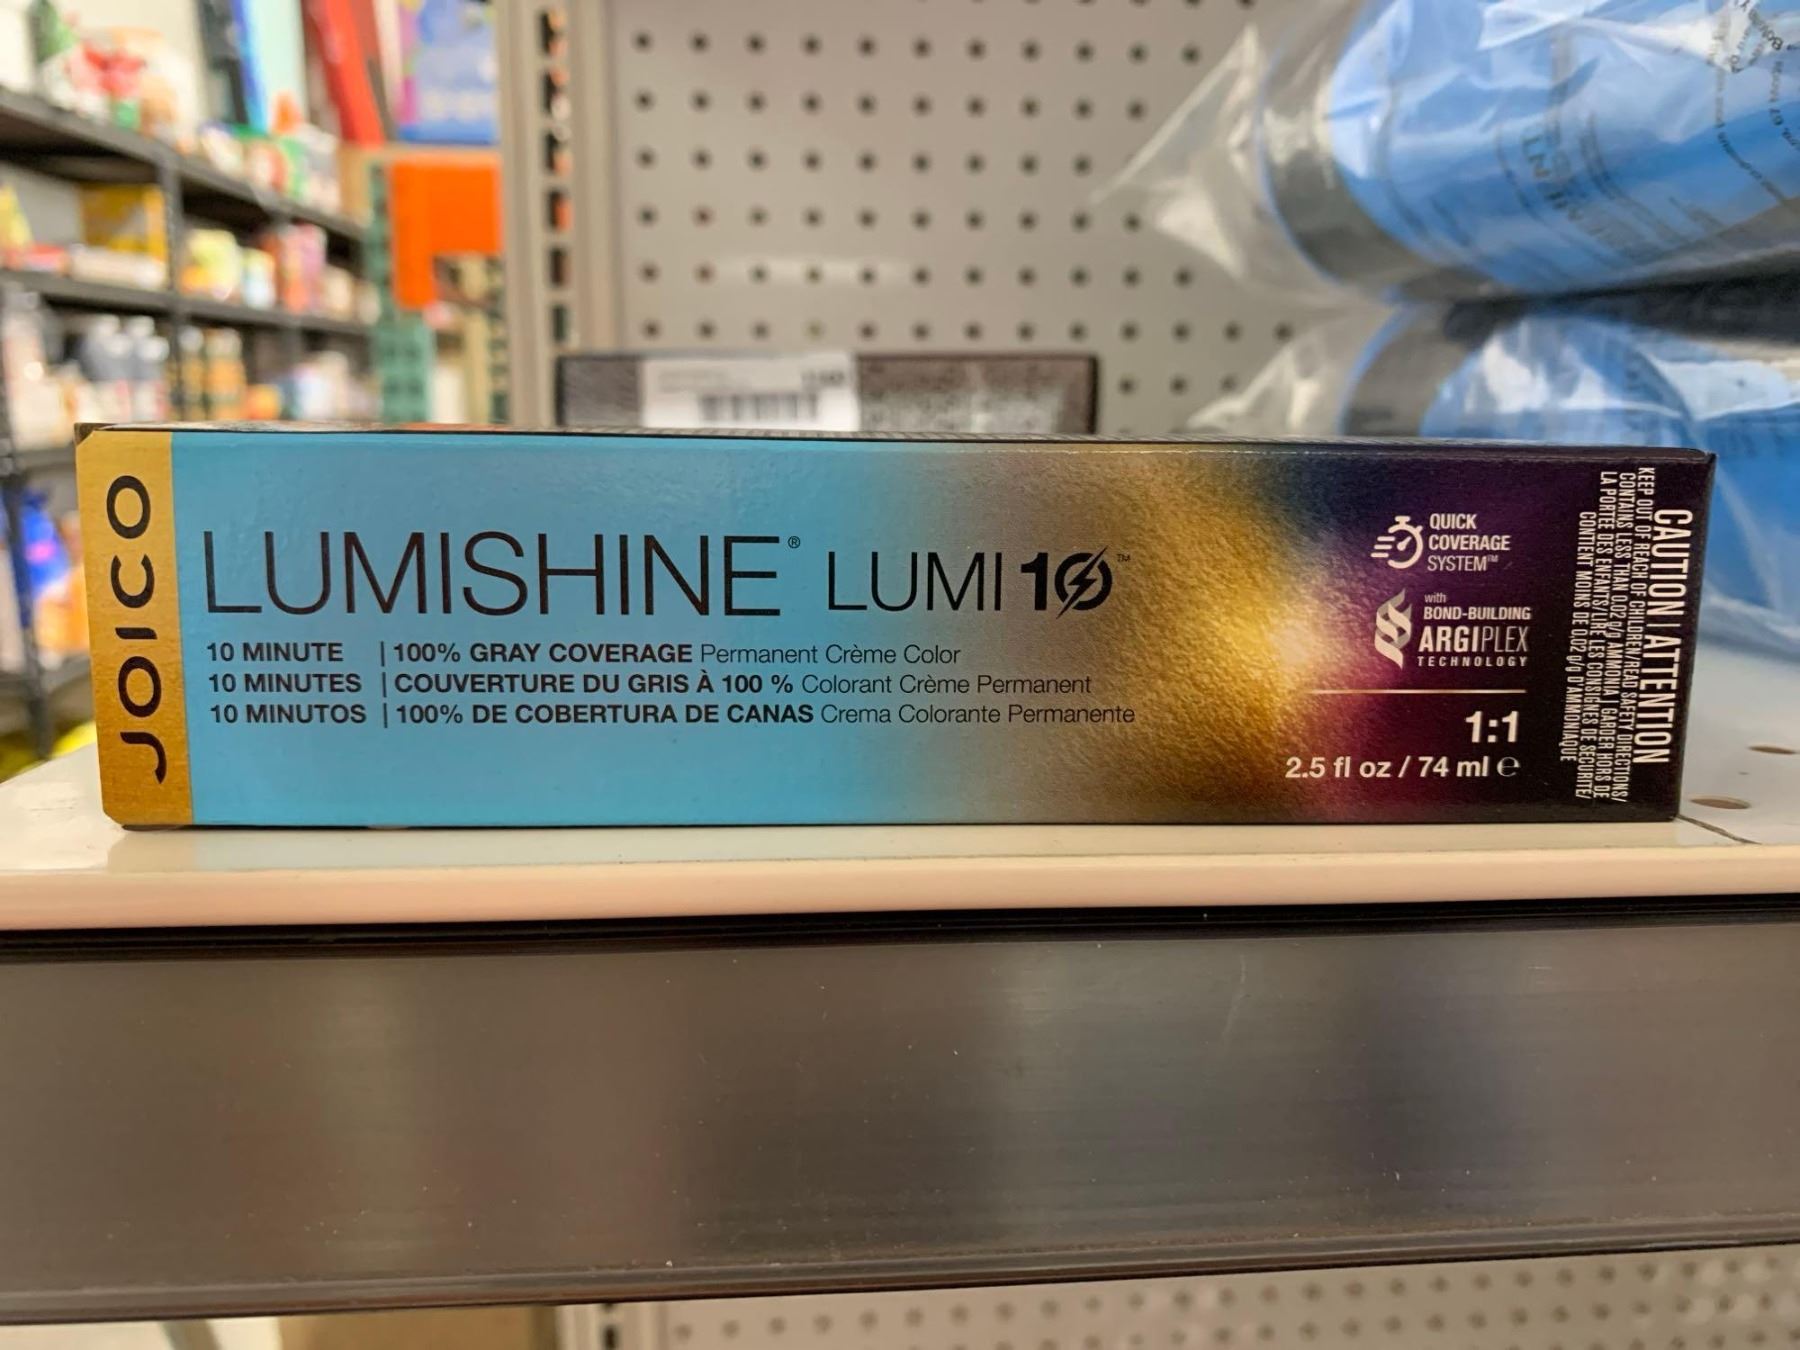 JOICO
LUMISHINE® LUMI 10™
10 MINUTE | 100% GRAY COVERAGE Permanent Crème Color
10 MINUTES | COUVERTURE DU GRIS À 100 % Colorant Crème Permanent
10 MINUTOS | 100% DE COBERTURA DE CANAS Crema Colorante Permanente
QUICK
COVERAGE
SYSTEM™
with
BOND-BUILDING
ARGIPLEX
TECHNOLOGY
1:1
2.5 fl oz / 74 ml e
CAUTION | ATTENTION
KEEP OUT OF REACH OF CHILDREN/READ SAFETY DIRECTIONS/
CONTAINS LESS THAN 0.02 g/g AMMONIA | GARDER HORS DE
LA PORTÉE DES ENFANTS/LIRE LES CONSIGNES DE SÉCURITÉ/
CONTIENT MOINS DE 0,02 g/g D'AMMONIAQUE